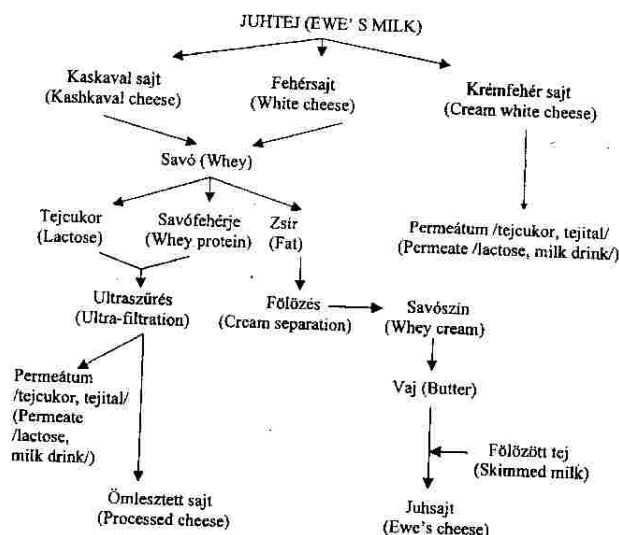 JUHTEJ (EWE' S MILK)
Kaskaval sajt
(Kashkaval cheese)
Fehérsajt
(White cheese)
Krémfehér sajt
(Cream white cheese)
Savó (Whey)
Tejcukor
(Lactose)
Savófehérje
(Whey protein)
Zsír
(Fat)
Permeátum /tejcukor, tejital/
(Permeate /lactose, milk drink/)
Ultraszűrés
(Ultra-filtration)
Fölözés
(Cream separation)
Savószín
(Whey cream)
Permeátum
/tejcukor, tejital/
(Permeate
/lactose,
milk drink/)
Vaj (Butter)
Fölözött tej
(Skimmed milk)
Ömlesztett sajt
(Processed cheese)
Juhsajt
(Ewe's cheese)